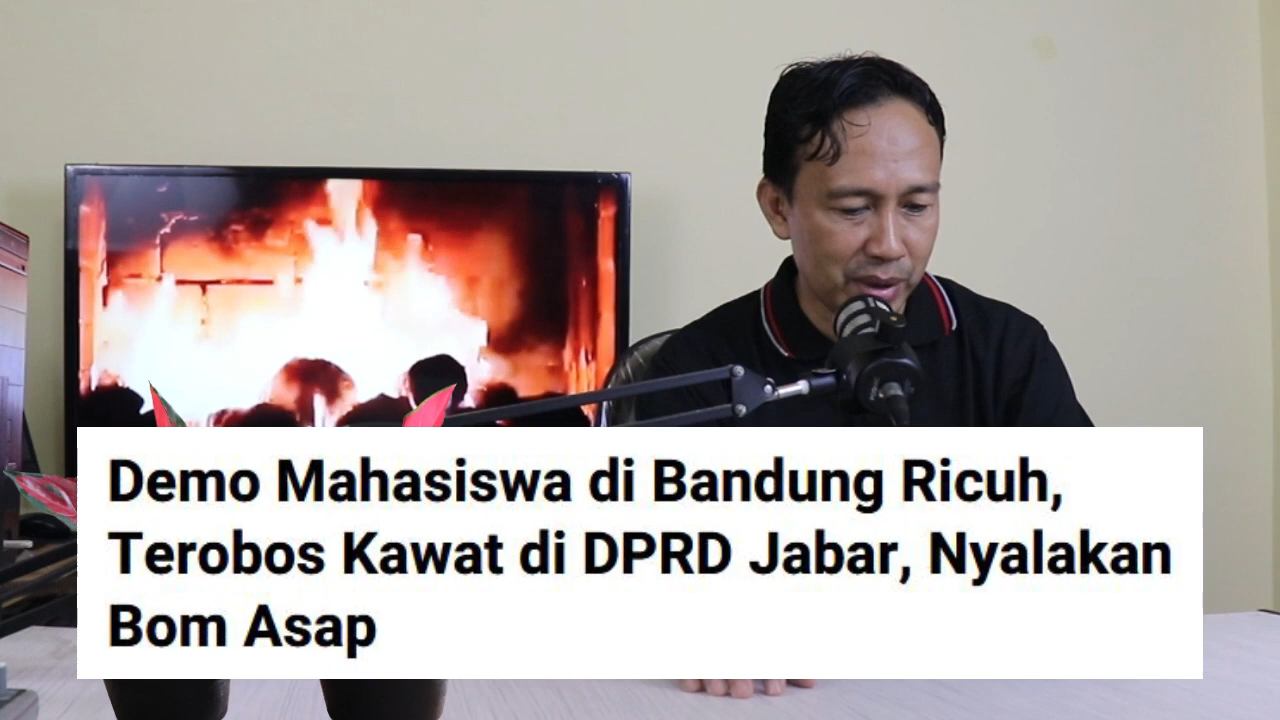 Demo Mahasiswa di Bandung Ricuh,
Terobos Kawat di DPRD Jabar, Nyalakan
Bom Asap